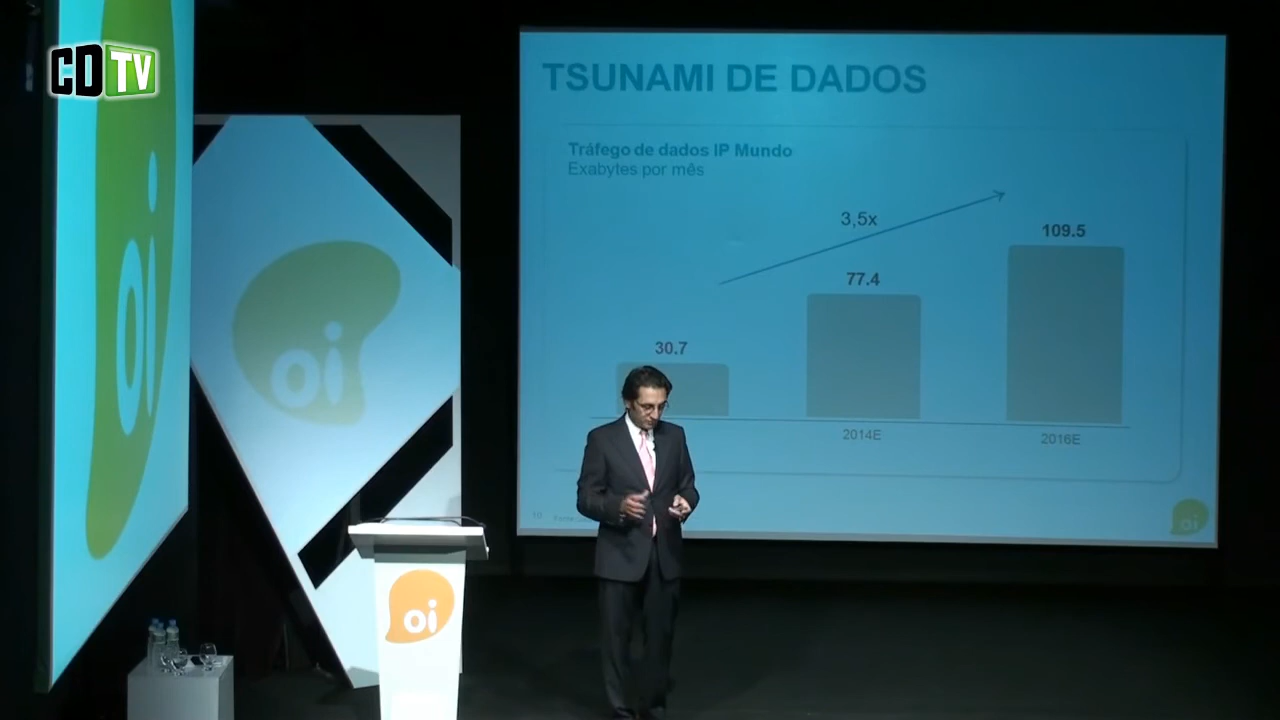 CDTV
oi
oi
TSUNAMI DE DADOS
Tráfego de dados IP Mundo
Exabytes por mês
3,5x
30.7
77.4
109.5
2014E
2016E
10
oi
oi